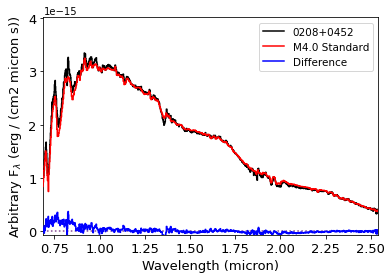 1e−15
4
3
2
1
0
Arbitrary Fλ (erg / (cm2 micron s))
0208+0452
M4.0 Standard
Difference
0.75 1.00 1.25 1.50 1.75 2.00 2.25 2.50
Wavelength (micron)